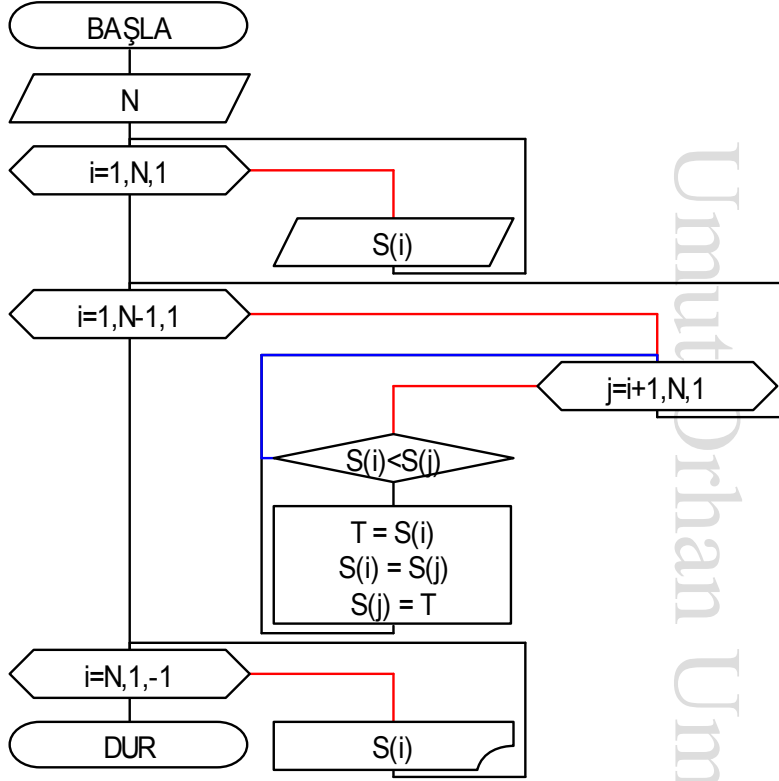 BAŞLA
N
i=1,N,1
S(i)
i=1,N-1,1
j=i+1,N,1
S(i)<S(j)
T = S(i)
S(i) = S(j)
S(j) = T
i=N,1,-1
S(i)
DUR
Umut Orhan Um